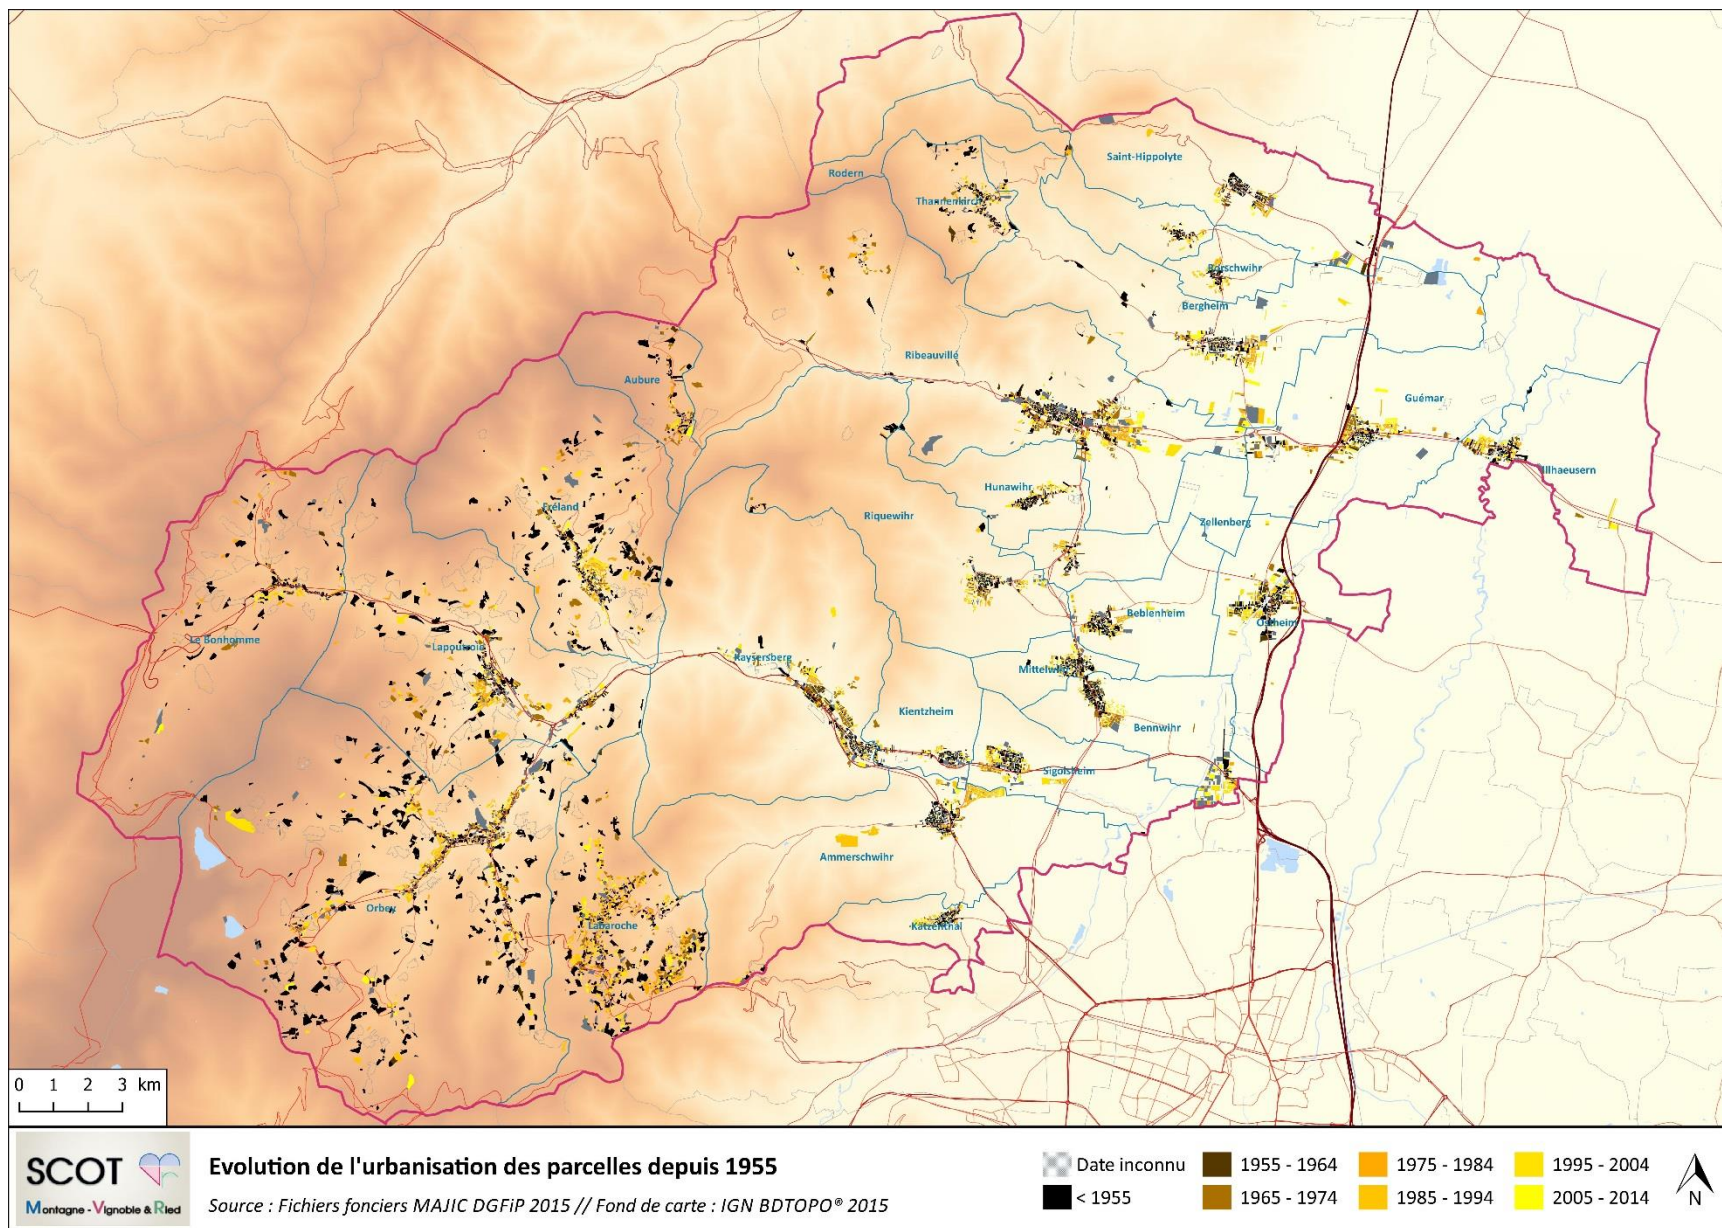 Saint-Hippolyte
Rodern
Thannenkirch
Rorschwihr
Bergheim
Ribeauvillé
Aubure
Guémar
Illhaeusern
Hunawihr
Fréland
Riquewihr
Zellenberg
Beblenheim
Ostheim
Le Bonhomme
Lapoutroie
Kaysersberg
Mittelwihr
Kientzheim
Bennwihr
Sigolsheim
Ammerschwihr
Orbey
Labaroche
Katzenthal
0 1 2 3 km
SCOT
Montagne - Vignoble & Ried
Evolution de l'urbanisation des parcelles depuis 1955
Source : Fichiers fonciers MAJIC DGFiP 2015 // Fond de carte : IGN BDTOPO® 2015
Date inconnu 1955 - 1964 1975 - 1984 1995 - 2004
< 1955 1965 - 1974 1985 - 1994 2005 - 2014
N